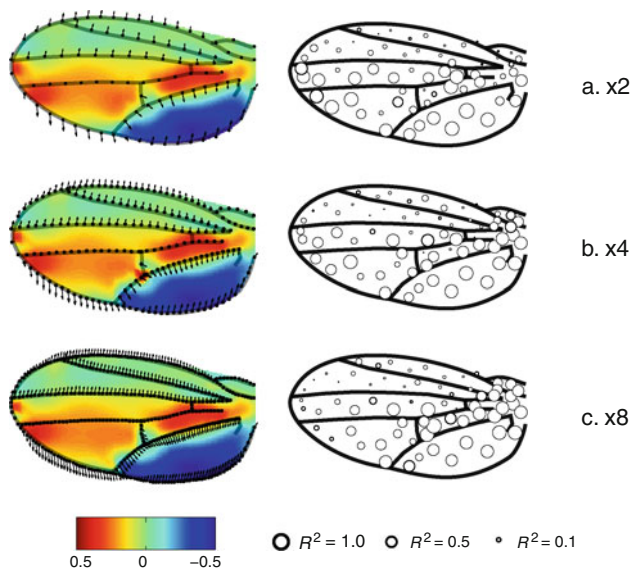 a. x2
b. x4
c. x8
0.5 0 −0.5
R² = 1.0 R² = 0.5 R² = 0.1